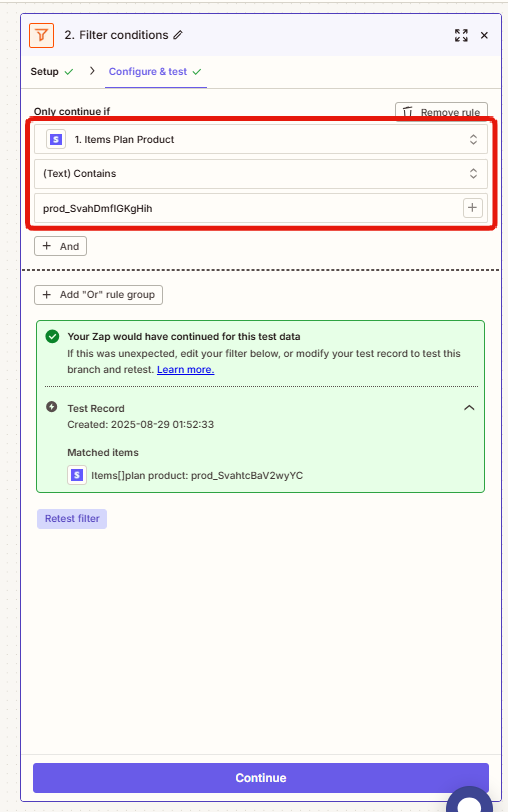 2. Filter conditions
Setup
Configure & test
Only continue if
Remove rule
1. Items Plan Product
(Text) Contains
prod_SvahDmfIGKgHih
+ And
+ Add "Or" rule group
Your Zap would have continued for this test data
If this was unexpected, edit your filter below, or modify your test record to test this
branch and retest. Learn more.
Test Record
Created: 2025-08-29 01:52:33
Matched items
Items[]plan product: prod_SvahtcBaV2wyYC
Retest filter
Continue